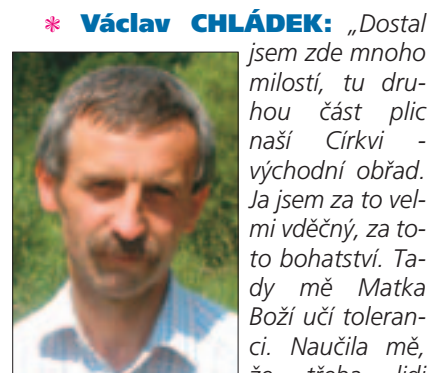 * Václav CHLÁDEK: „Dostal
jsem zde mnoho
milostí, tu dru-
hou část plic
naší Církvi -
východní obřad.
Ja jsem za to vel-
mi vděčný, za to-
to bohatství. Ta-
dy mě Matka
Boží učí toleran-
ci. Naučila mě,